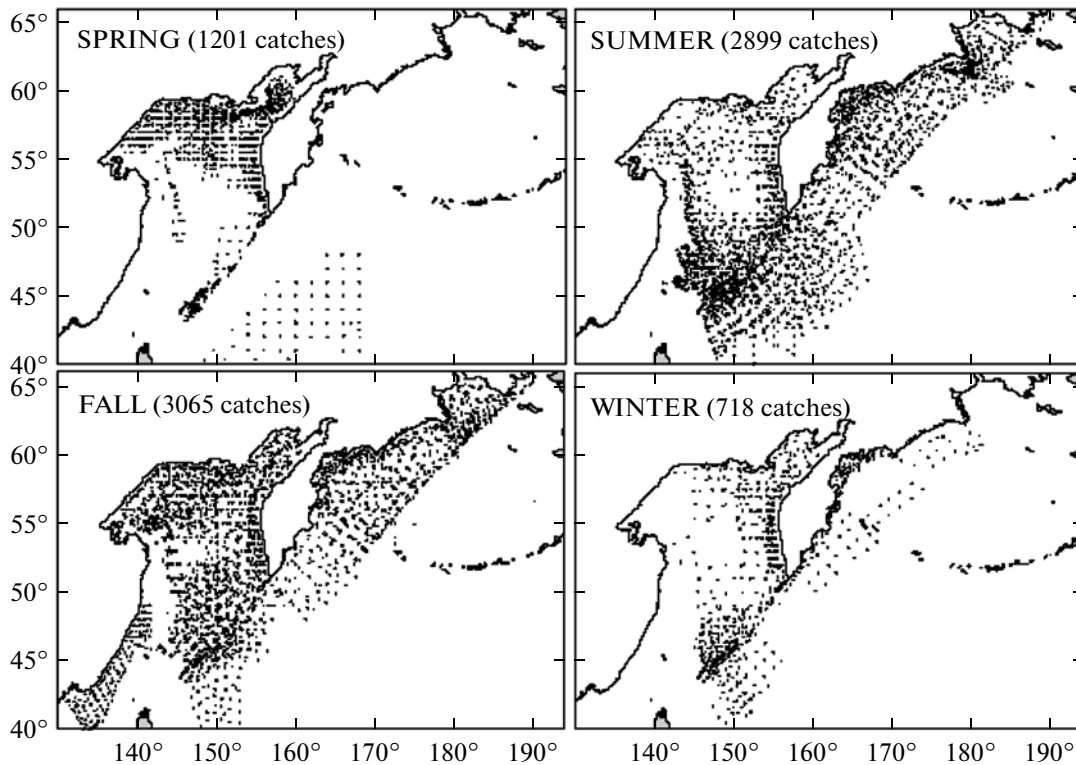 65°
SPRING (1201 catches)
SUMMER (2899 catches)
60°
55°
50°
45°
40°
65°
FALL (3065 catches)
WINTER (718 catches)
60°
55°
50°
45°
40°
140° 150° 160° 170° 180° 190° 140° 150° 160° 170° 180° 190°